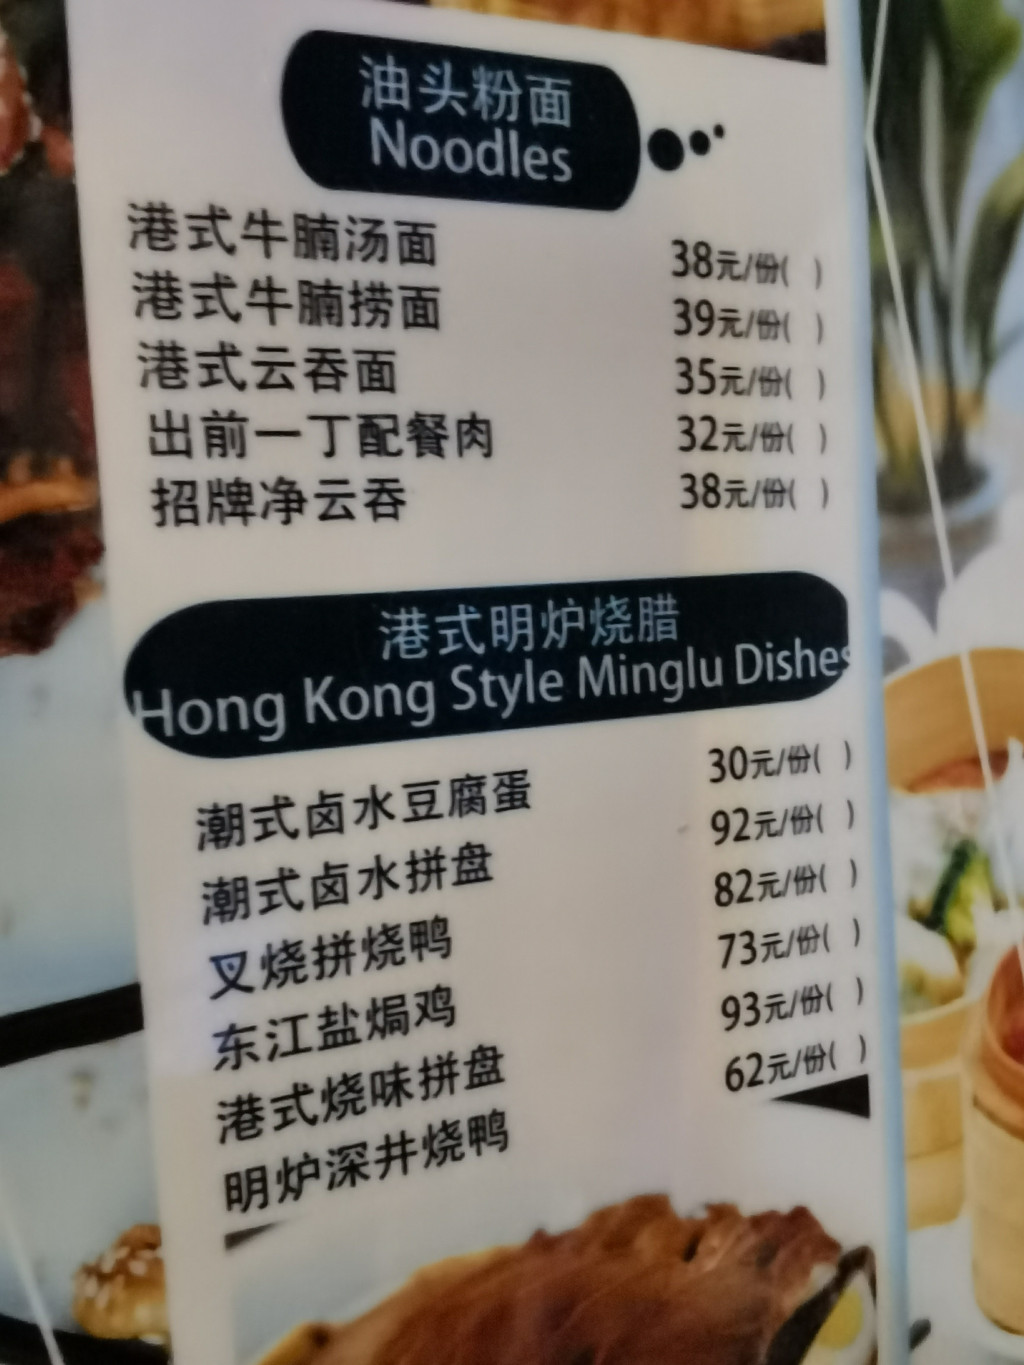 油头粉面
Noodles
港式牛腩汤面 38元/份( )
港式牛腩捞面 39元/份( )
港式云吞面 35元/份( )
出前一丁配餐肉 32元/份( )
招牌净云吞 38元/份( )
港式明炉烧腊
Hong Kong Style Minglu Dishes
潮式卤水豆腐蛋 30元/份( )
潮式卤水拼盘 92元/份( )
叉烧拼烧鸭 82元/份( )
东江盐焗鸡 73元/份( )
港式烧味拼盘 93元/份( )
明炉深井烧鸭 62元/份( )